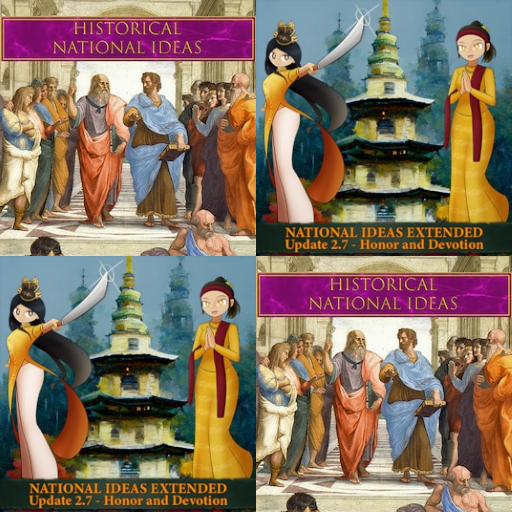 HISTORICAL
NATIONAL IDEAS
NATIONAL IDEAS EXTENDED
Update 2.7 - Honor and Devotion
NATIONAL IDEAS EXTENDED
Update 2.7 - Honor and Devotion
HISTORICAL
NATIONAL IDEAS